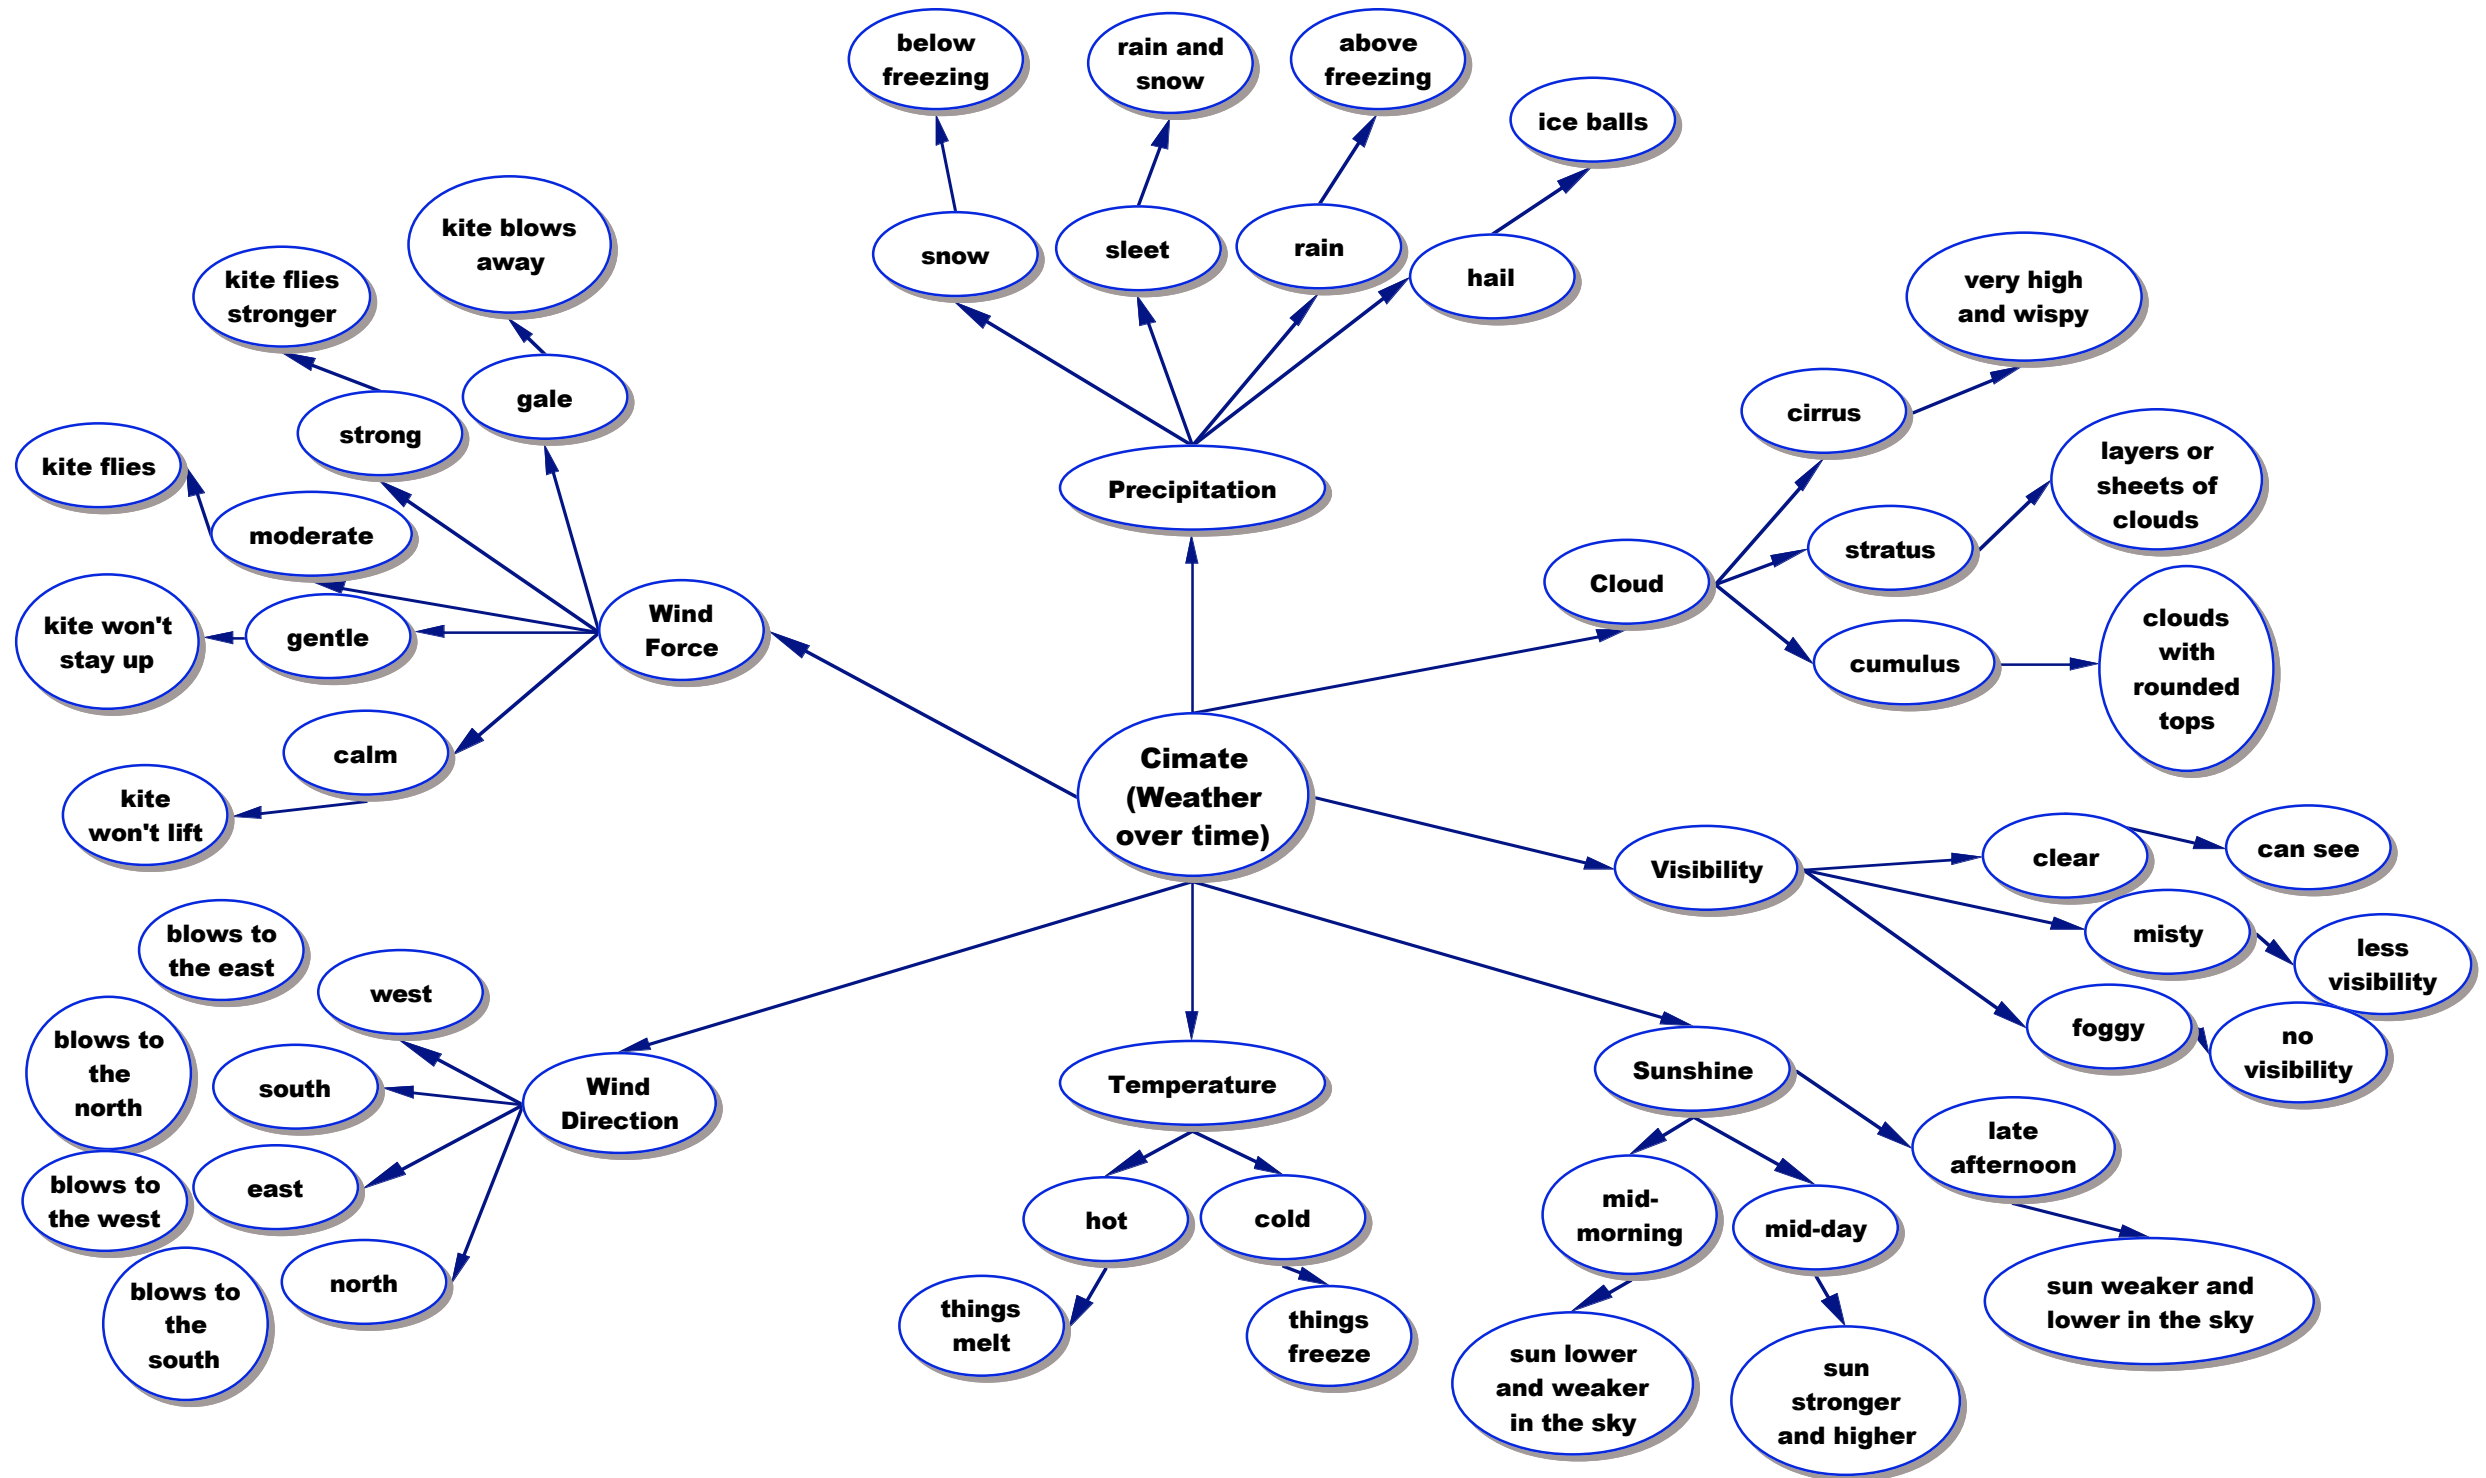 below
freezing
rain and
snow
above
freezing
ice balls
snow
sleet
rain
hail
Precipitation
kite blows
away
kite flies
stronger
gale
strong
kite flies
moderate
kite won't
stay up
gentle
Wind
Force
calm
kite
won't lift
very high
and wispy
cirrus
layers or
sheets of
clouds
stratus
Cloud
clouds
with
rounded
tops
cumulus
Cimate
(Weather
over time)
Visibility
clear
can see
misty
less
visibility
foggy
no
visibility
blows to
the east
west
blows to
the
north
south
Wind
Direction
blows to
the west
east
blows to
the
south
north
Temperature
hot
cold
things
melt
things
freeze
Sunshine
late
afternoon
mid-
morning
mid-day
sun weaker and
lower in the sky
sun lower
and weaker
in the sky
sun
stronger
and higher